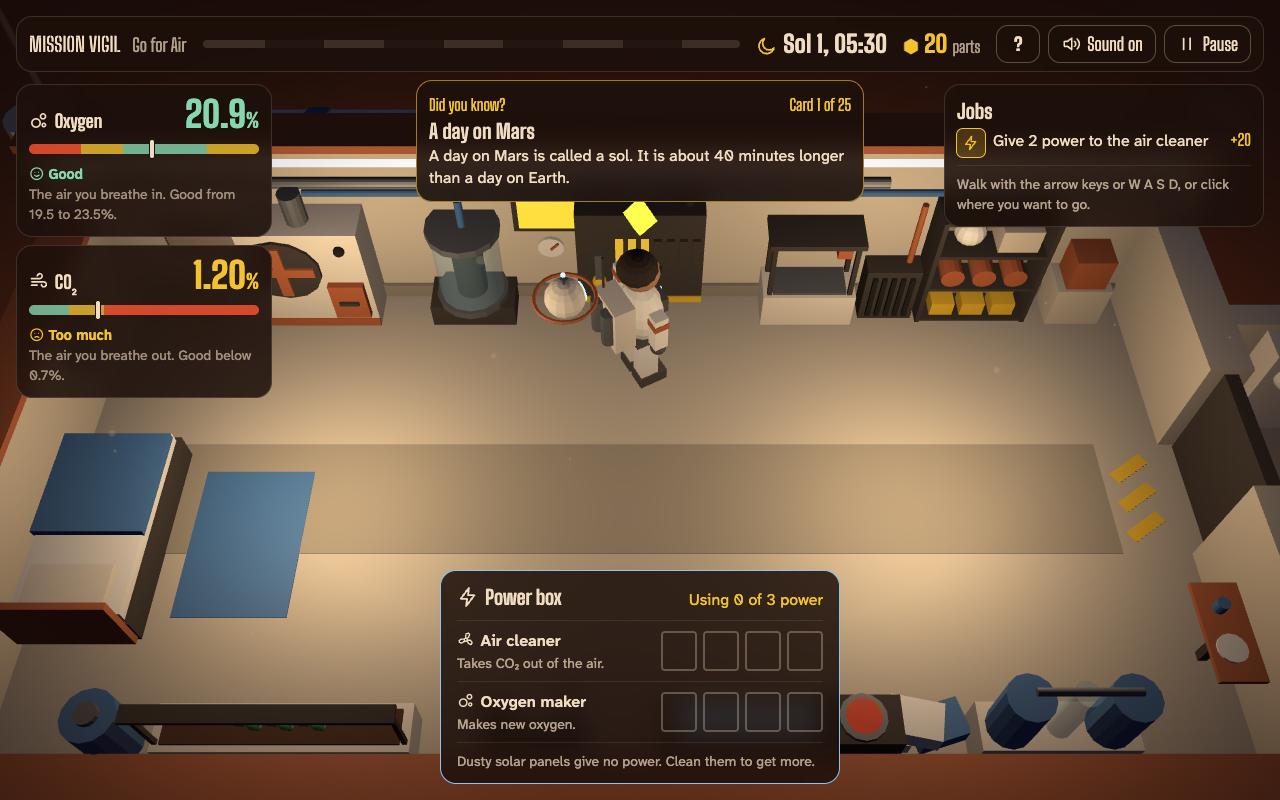 MISSION VIGIL Go for Air
Sol 1, 05:30
20 parts
?
Sound on
Pause
Oxygen 20.9%
Good
The air you breathe in. Good from
19.5 to 23.5%.
CO₂ 1.20%
Too much
The air you breathe out. Good below
0.7%.
Did you know? Card 1 of 25
A day on Mars
A day on Mars is called a sol. It is about 40 minutes longer
than a day on Earth.
Jobs
Give 2 power to the air cleaner +20
Walk with the arrow keys or W A S D, or click
where you want to go.
Power box Using 0 of 3 power
Air cleaner
Takes CO₂ out of the air.
Oxygen maker
Makes new oxygen.
Dusty solar panels give no power. Clean them to get more.